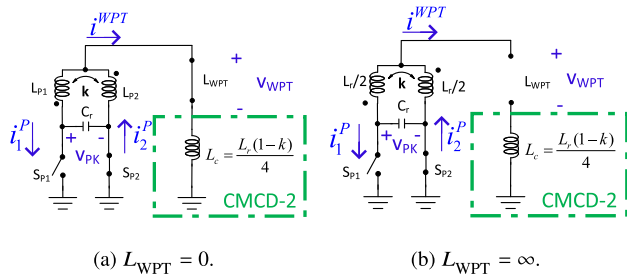 i^WPT
L_P1
k
L_P2
C_r
i_1^P
+
-
v_PK
i_2^P
S_P1
S_P2
L_WPT
+
v_WPT
-
L_c = L_r(1−k)/4
CMCD-2
(a) L_WPT = 0.
i^WPT
L_r/2
k
L_r/2
C_r
i_1^P
+
-
v_PK
i_2^P
S_P1
S_P2
L_WPT
+
v_WPT
-
L_c = L_r(1−k)/4
CMCD-2
(b) L_WPT = ∞.